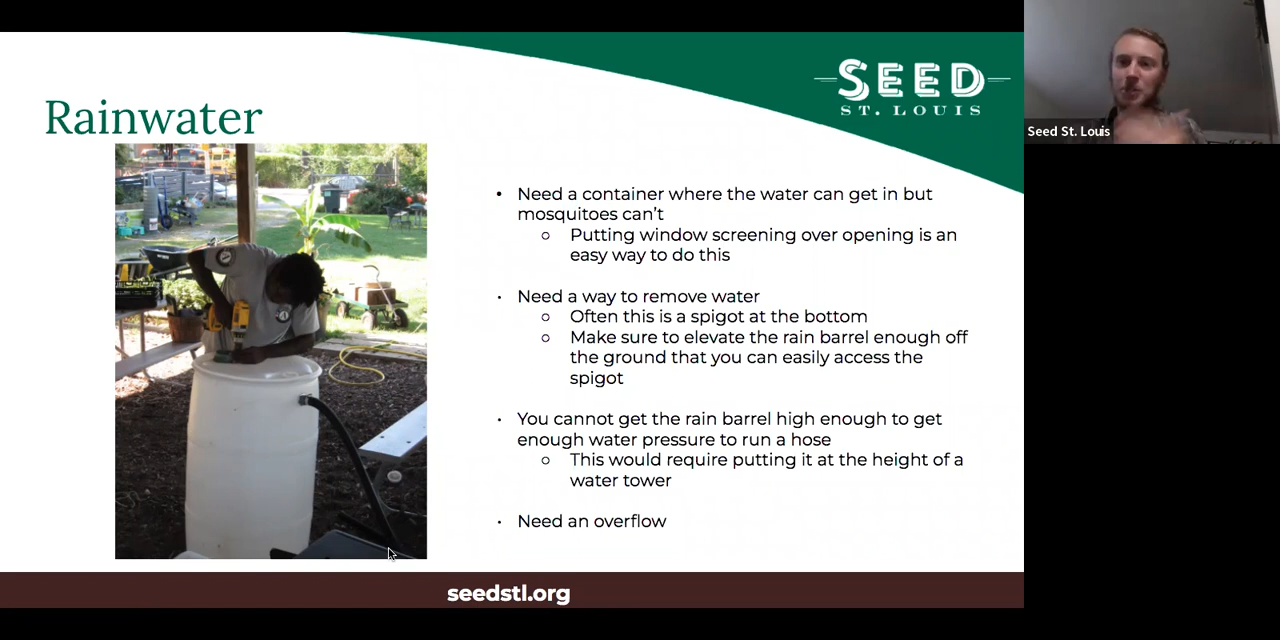 SEED
ST. LOUIS
Seed St. Louis
Rainwater
• Need a container where the water can get in but
mosquitoes can’t
○ Putting window screening over opening is an
easy way to do this
• Need a way to remove water
○ Often this is a spigot at the bottom
○ Make sure to elevate the rain barrel enough off
the ground that you can easily access the
spigot
• You cannot get the rain barrel high enough to get
enough water pressure to run a hose
○ This would require putting it at the height of a
water tower
• Need an overflow
seedstl.org